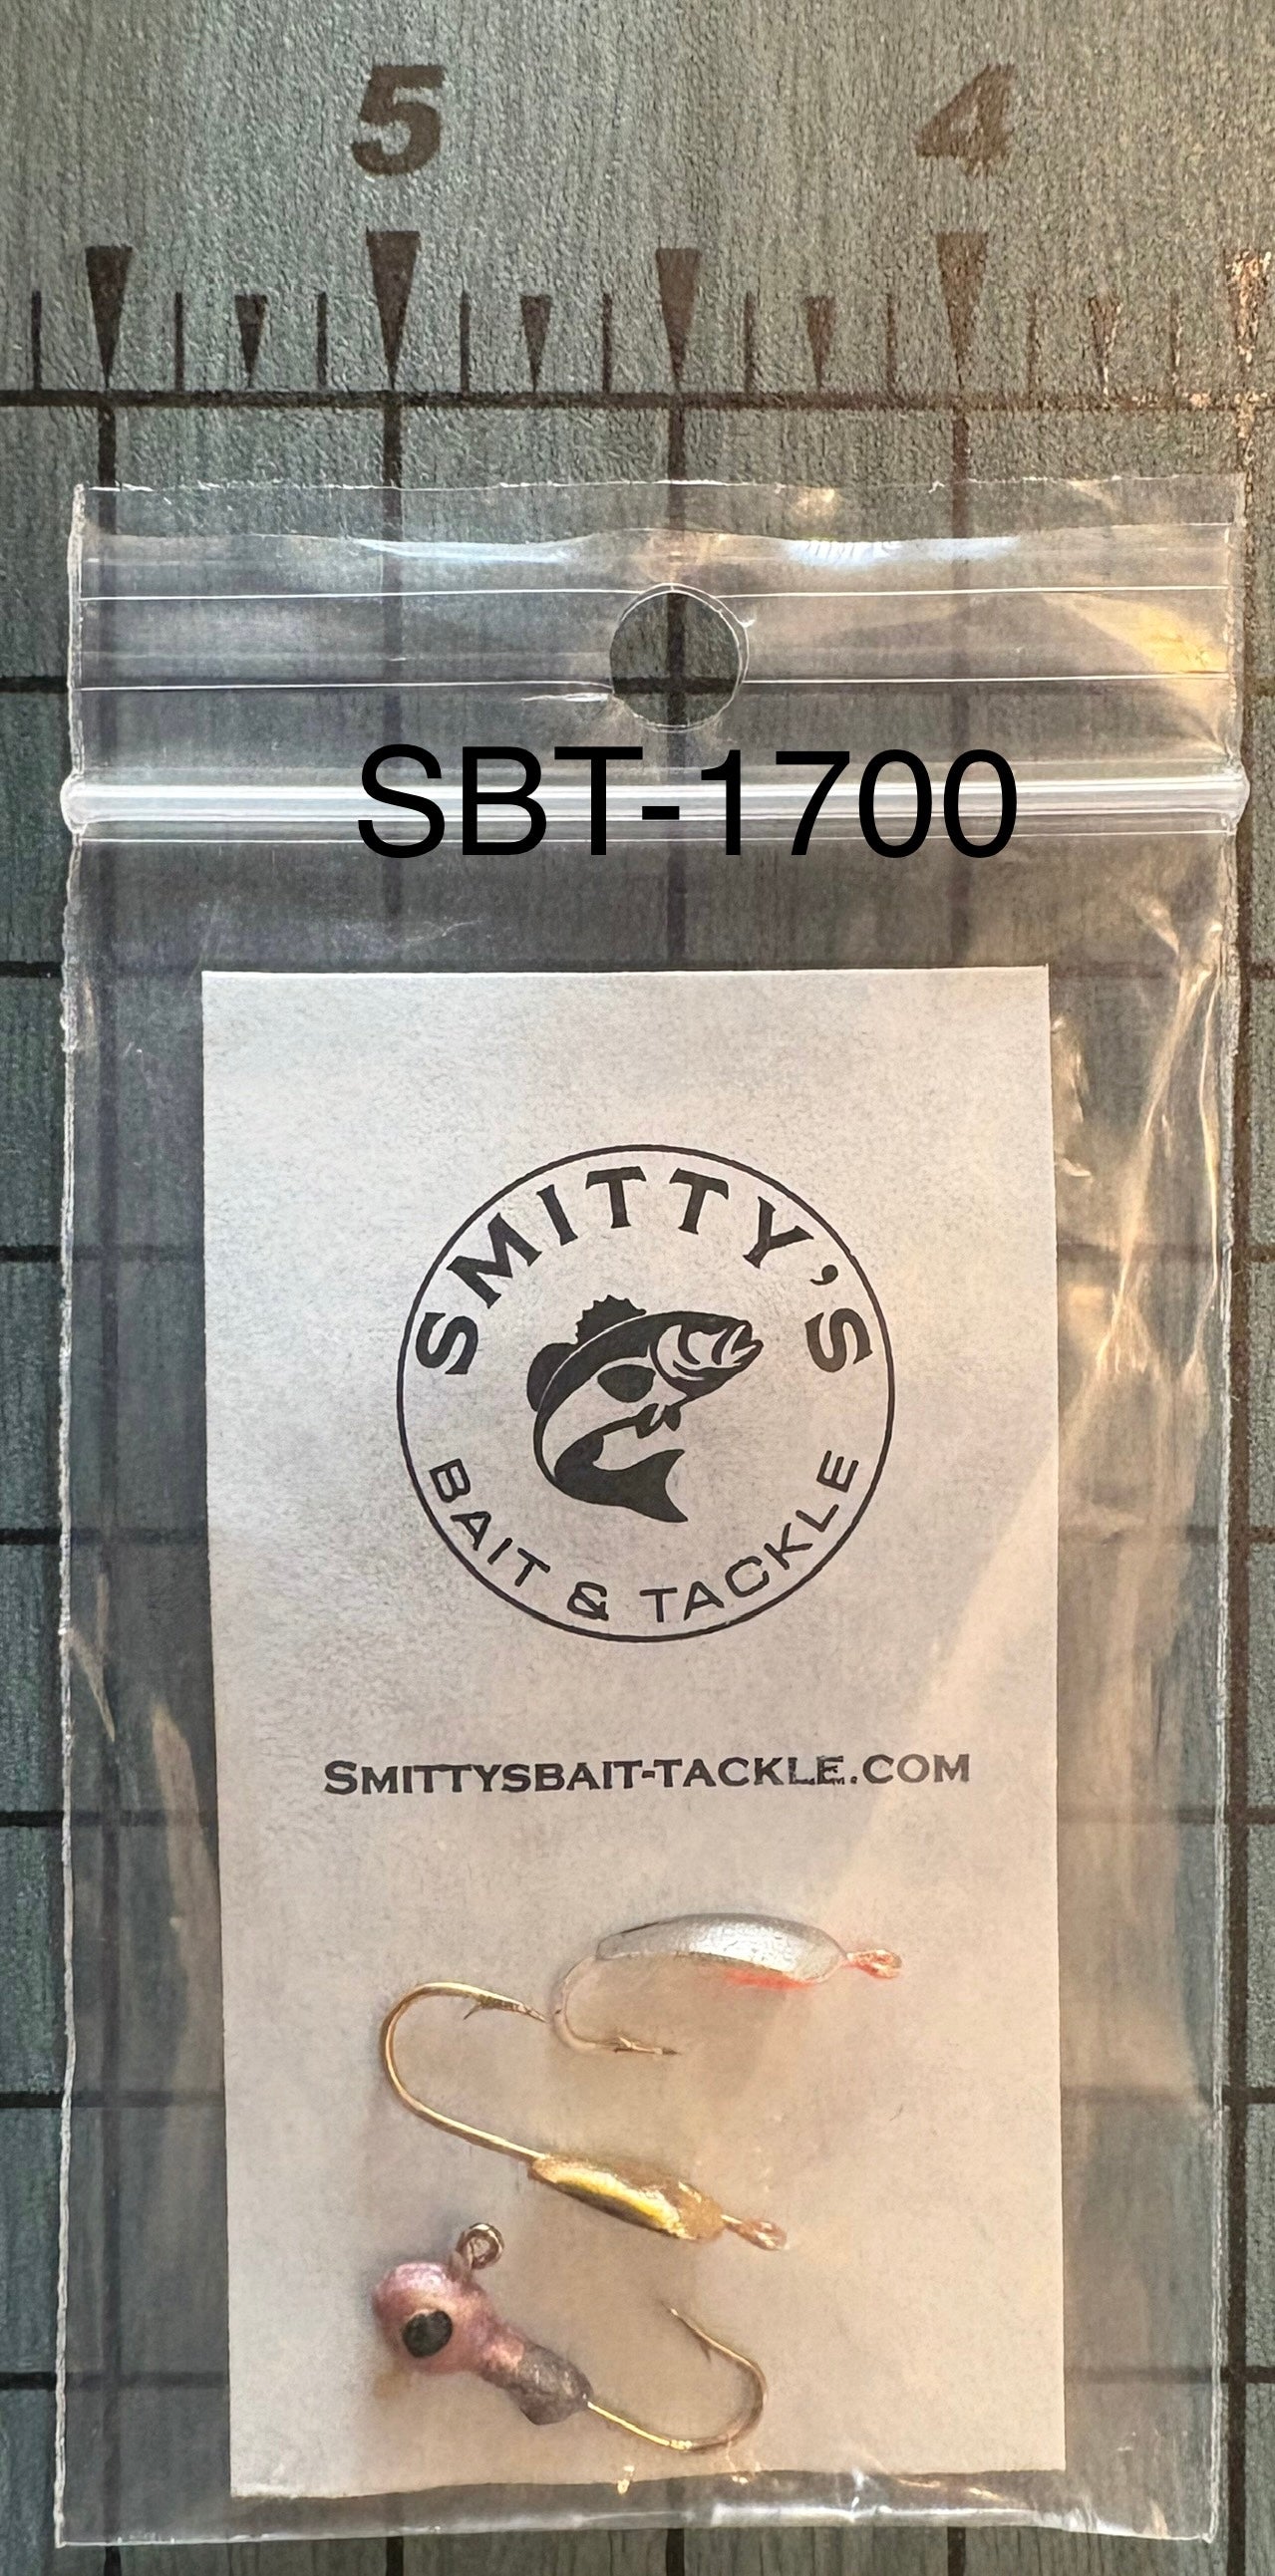 5 4
SBT-1700
SMITTY'S
BAIT & TACKLE
SMITTYSBAIT-TACKLE.COM